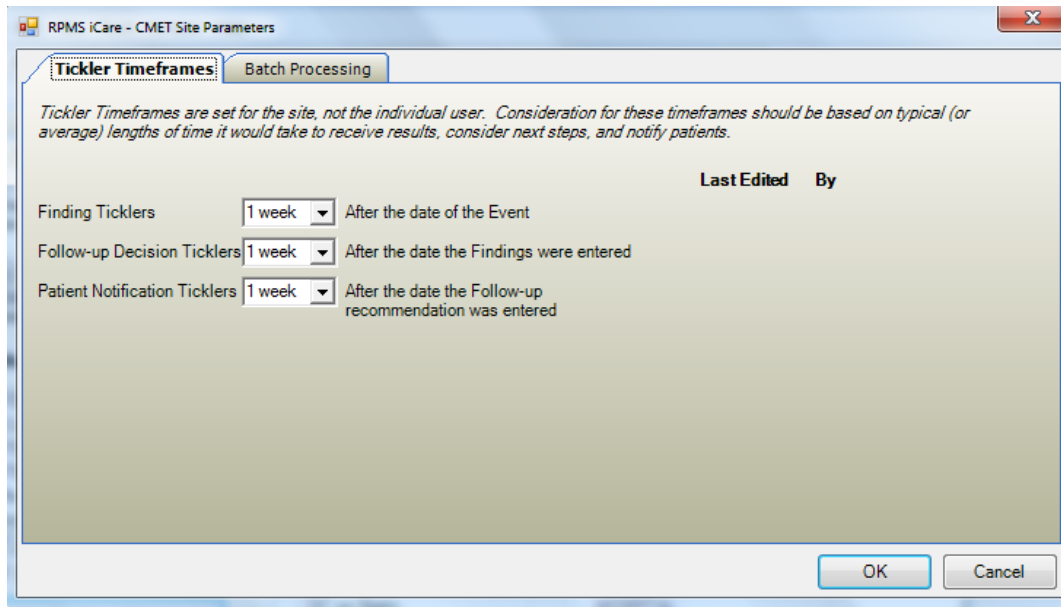 RPMS iCare - CMET Site Parameters
Tickler Timeframes Batch Processing
Tickler Timeframes are set for the site, not the individual user. Consideration for these timeframes should be based on typical (or
average) lengths of time it would take to receive results, consider next steps, and notify patients.
Last Edited By
Finding Ticklers 1 week After the date of the Event
Follow-up Decision Ticklers 1 week After the date the Findings were entered
Patient Notification Ticklers 1 week After the date the Follow-up
recommendation was entered
OK Cancel